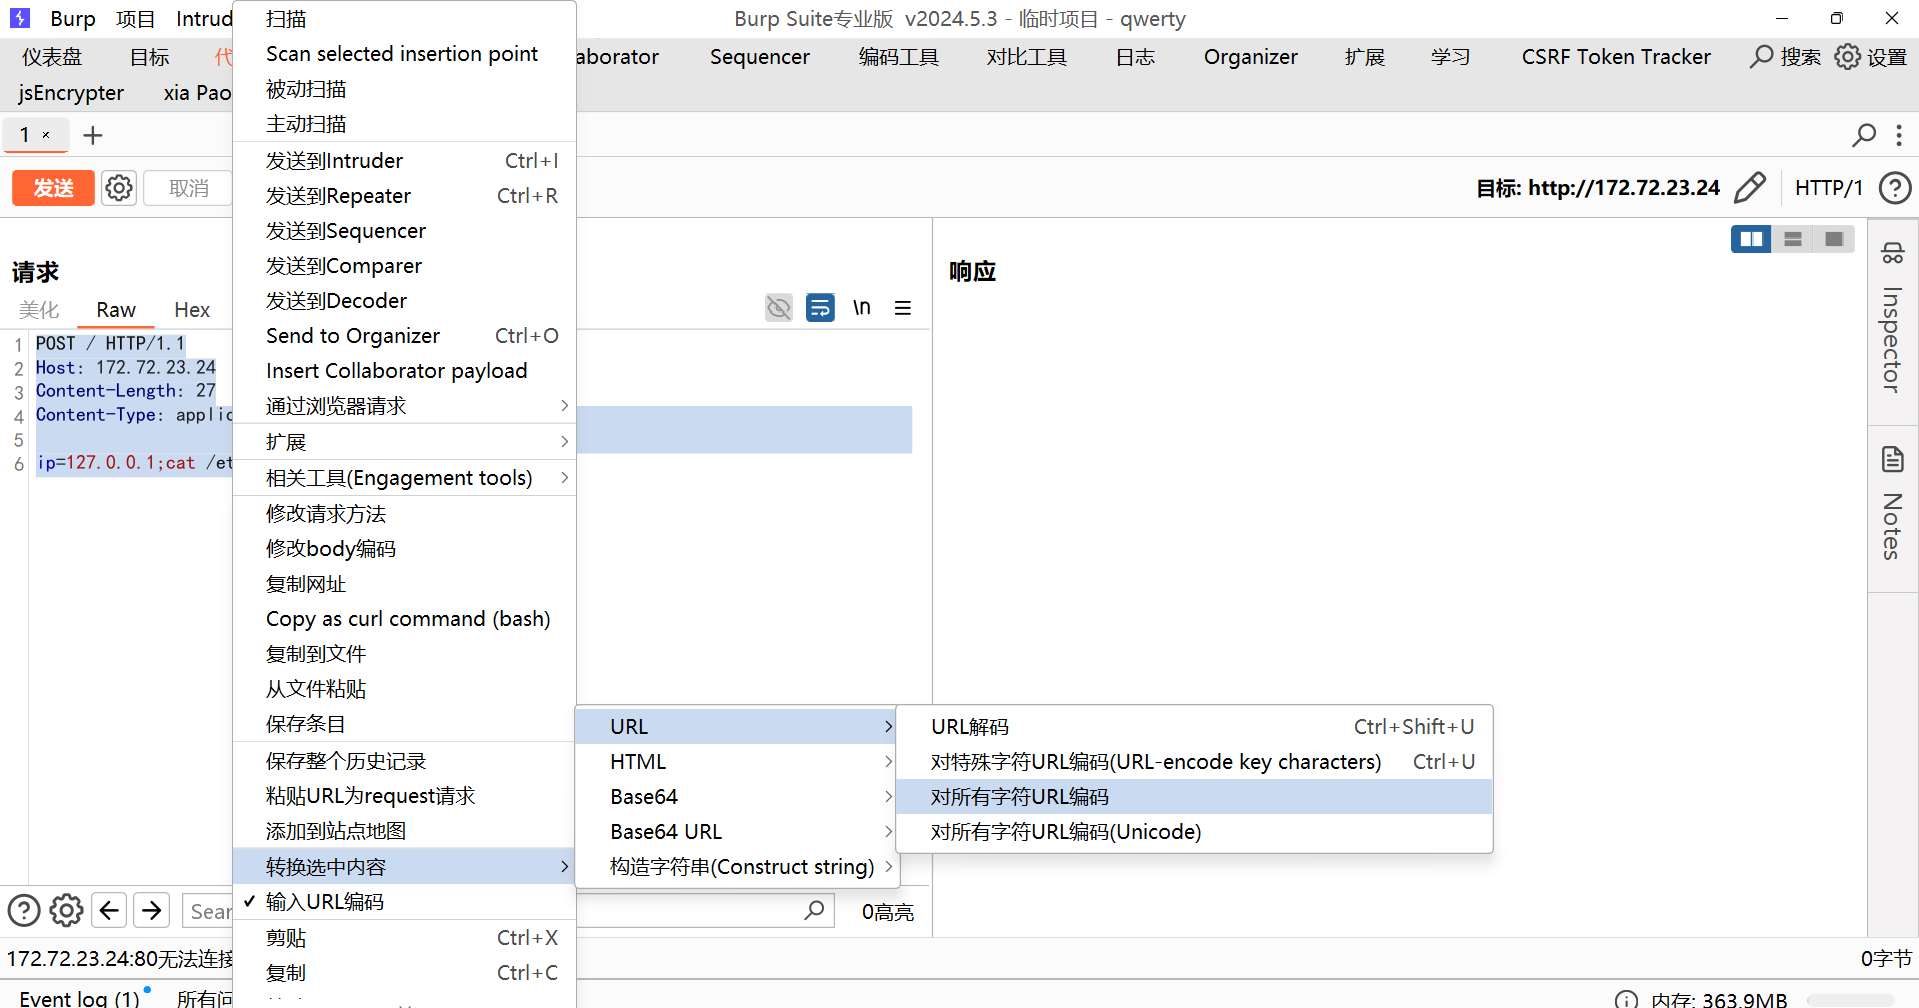 Burp 项目 Intrud
Burp Suite专业版 v2024.5.3 - 临时项目 - qwerty
仪表盘 目标 代 aborator Sequencer 编码工具 对比工具 日志 Organizer 扩展 学习 CSRF Token Tracker 搜索 设置
jsEncrypter xia Pao
1 × +
发送 取消
目标: http://172.72.23.24 HTTP/1 ?
请求
美化 Raw Hex
\n
响应
Inspector
Notes
1 POST / HTTP/1.1
2 Host: 172.72.23.24
3 Content-Length: 27
4 Content-Type: applic
5
6 ip=127.0.0.1;cat /et
扫描
Scan selected insertion point
被动扫描
主动扫描
发送到Intruder Ctrl+I
发送到Repeater Ctrl+R
发送到Sequencer
发送到Comparer
发送到Decoder
Send to Organizer Ctrl+O
Insert Collaborator payload
通过浏览器请求
扩展
相关工具(Engagement tools)
修改请求方法
修改body编码
复制网址
Copy as curl command (bash)
复制到文件
从文件粘贴
保存条目
保存整个历史记录
粘贴URL为request请求
添加到站点地图
转换选中内容
✓ 输入URL编码
剪贴 Ctrl+X
复制 Ctrl+C
URL
HTML
Base64
Base64 URL
构造字符串(Construct string)
URL解码 Ctrl+Shift+U
对特殊字符URL编码(URL-encode key characters) Ctrl+U
对所有字符URL编码
对所有字符URL编码(Unicode)
? Sear 0高亮
172.72.23.24:80无法连接
0字节
Event log (1) 所有问
内存: 363.9MB